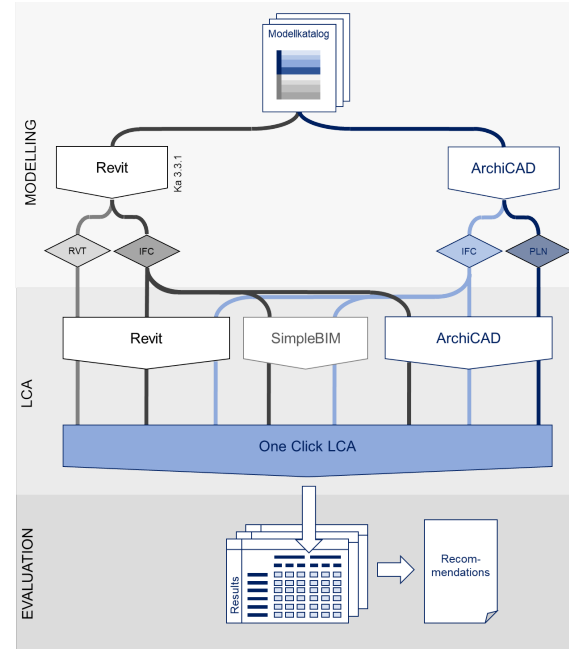 Modellkatalog
MODELLING
Revit
Ka 3.3.1
ArchiCAD
RVT
IFC
IFC
PLN
LCA
Revit
SimpleBIM
ArchiCAD
One Click LCA
EVALUATION
Results
Recom-
mendations